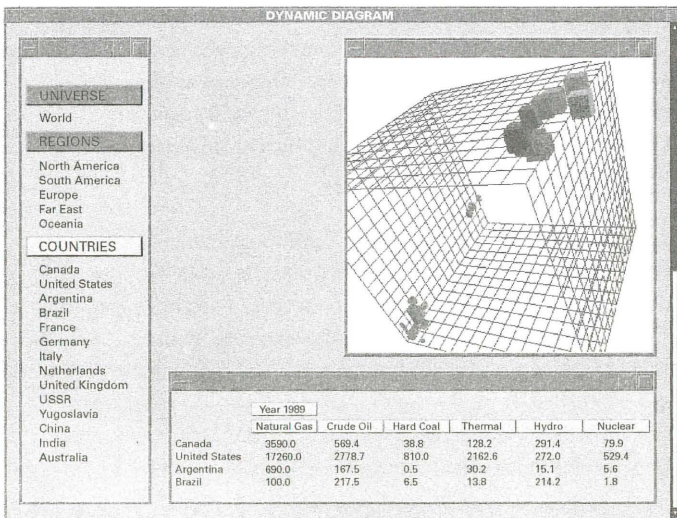 DYNAMIC DIAGRAM
UNIVERSE
World
REGIONS
North America
South America
Europe
Far East
Oceania
COUNTRIES
Canada
United States
Argentina
Brazil
France
Germany
Italy
Netherlands
United Kingdom
USSR
Yugoslavia
China
India
Australia
Year 1989
Natural Gas Crude Oil Hard Coal Thermal Hydro Nuclear
Canada 3590.0 569.4 38.8 128.2 291.4 79.9
United States 17260.0 2778.7 810.0 2162.6 272.0 529.4
Argentina 690.0 167.5 0.5 30.2 15.1 5.6
Brazil 100.0 217.5 6.5 13.8 214.2 1.8